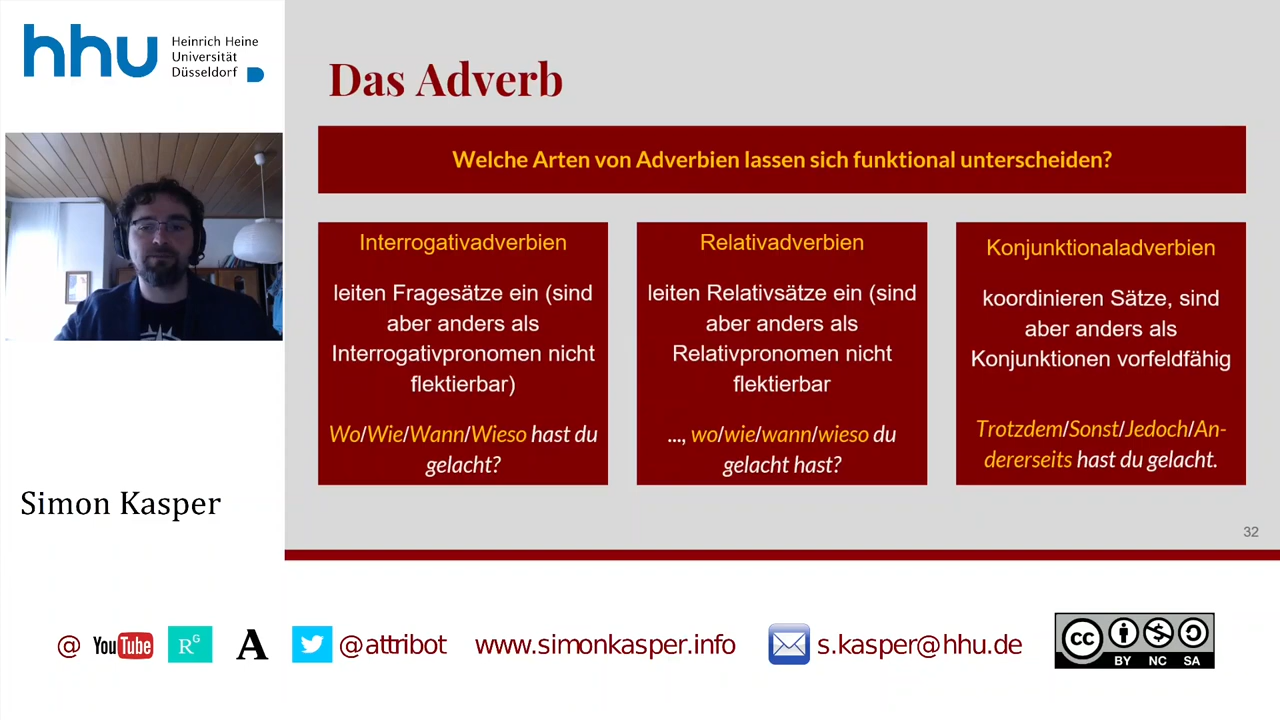 hhu
Heinrich Heine
Universität
Düsseldorf
Das Adverb
Welche Arten von Adverbien lassen sich funktional unterscheiden?
Interrogativadverbien
leiten Fragesätze ein (sind
aber anders als
Interrogativpronomen nicht
flektierbar)
Wo/Wie/Wann/Wieso hast du
gelacht?
Relativadverbien
leiten Relativsätze ein (sind
aber anders als
Relativpronomen nicht
flektierbar
..., wo/wie/wann/wieso du
gelacht hast?
Konjunktionaladverbien
koordinieren Sätze, sind
aber anders als
Konjunktionen vorfeldfähig
Trotzdem/Sonst/Jedoch/An-
dererseits hast du gelacht.
32
Simon Kasper
@ YouTube RG A @attribot www.simonkasper.info s.kasper@hhu.de
cc BY NC SA